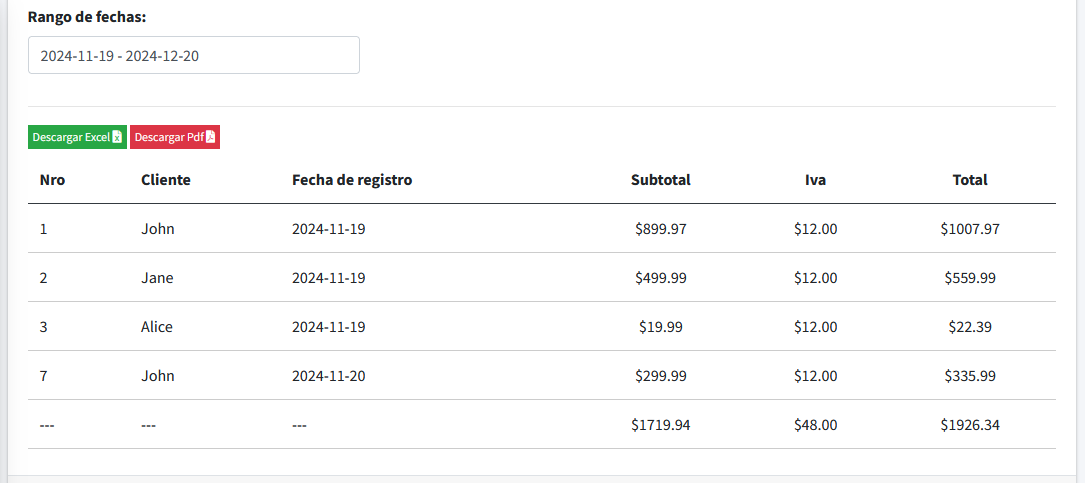 Rango de fechas:
2024-11-19 - 2024-12-20
Descargar Excel Descargar Pdf
Nro Cliente Fecha de registro Subtotal Iva Total
1 John 2024-11-19 $899.97 $12.00 $1007.97
2 Jane 2024-11-19 $499.99 $12.00 $559.99
3 Alice 2024-11-19 $19.99 $12.00 $22.39
7 John 2024-11-20 $299.99 $12.00 $335.99
--- --- --- $1719.94 $48.00 $1926.34